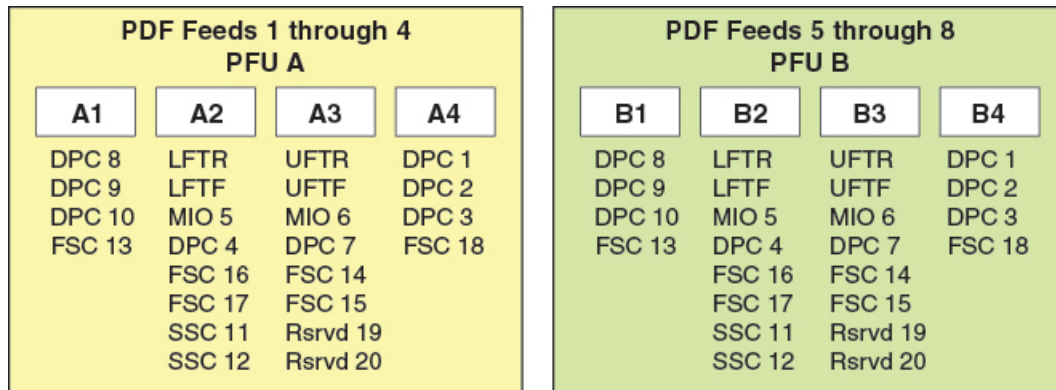 PDF Feeds 1 through 4
PFU A
A1 A2 A3 A4
DPC 8 LFTR UFTR DPC 1
DPC 9 LFTF UFTF DPC 2
DPC 10 MIO 5 MIO 6 DPC 3
FSC 13 DPC 4 DPC 7 FSC 18
FSC 16 FSC 14
FSC 17 FSC 15
SSC 11 Rsrvd 19
SSC 12 Rsrvd 20
PDF Feeds 5 through 8
PFU B
B1 B2 B3 B4
DPC 8 LFTR UFTR DPC 1
DPC 9 LFTF UFTF DPC 2
DPC 10 MIO 5 MIO 6 DPC 3
FSC 13 DPC 4 DPC 7 FSC 18
FSC 16 FSC 14
FSC 17 FSC 15
SSC 11 Rsrvd 19
SSC 12 Rsrvd 20